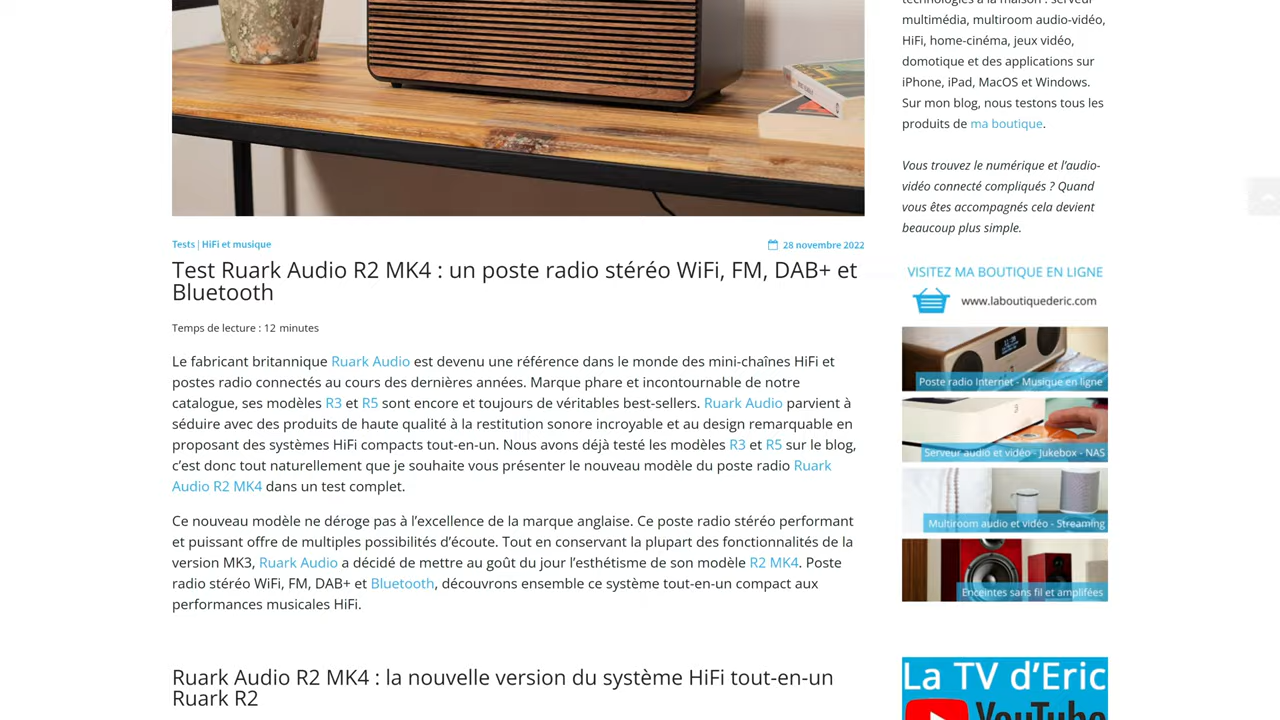 technologies à la maison : serveur
multimédia, multiroom audio-vidéo,
HiFi, home-cinéma, jeux vidéo,
domotique et des applications sur
iPhone, iPad, MacOS et Windows.
Sur mon blog, nous testons tous les
produits de ma boutique.
Vous trouvez le numérique et l'audio-
vidéo connecté compliqués ? Quand
vous êtes accompagnés cela devient
beaucoup plus simple.
Tests | HiFi et musique
28 novembre 2022
Test Ruark Audio R2 MK4 : un poste radio stéréo WiFi, FM, DAB+ et
Bluetooth
Temps de lecture : 12 minutes
Le fabricant britannique Ruark Audio est devenu une référence dans le monde des mini-chaînes HiFi et
postes radio connectés au cours des dernières années. Marque phare et incontournable de notre
catalogue, ses modèles R3 et R5 sont encore et toujours de véritables best-sellers. Ruark Audio parvient à
séduire avec des produits de haute qualité à la restitution sonore incroyable et au design remarquable en
proposant des systèmes HiFi compacts tout-en-un. Nous avons déjà testé les modèles R3 et R5 sur le blog,
c'est donc tout naturellement que je souhaite vous présenter le nouveau modèle du poste radio Ruark
Audio R2 MK4 dans un test complet.
Ce nouveau modèle ne déroge pas à l'excellence de la marque anglaise. Ce poste radio stéréo performant
et puissant offre de multiples possibilités d'écoute. Tout en conservant la plupart des fonctionnalités de la
version MK3, Ruark Audio a décidé de mettre au goût du jour l'esthétisme de son modèle R2 MK4. Poste
radio stéréo WiFi, FM, DAB+ et Bluetooth, découvrons ensemble ce système tout-en-un compact aux
performances musicales HiFi.
Ruark Audio R2 MK4 : la nouvelle version du système HiFi tout-en-un
Ruark R2
VISITEZ MA BOUTIQUE EN LIGNE
www.laboutiquederic.com
Poste radio Internet - Musique en ligne
Serveur audio et vidéo - Jukebox - NAS
Multiroom audio et vidéo - Streaming
Enceintes sans fil et amplifiées
La TV d'Eric
YouTube